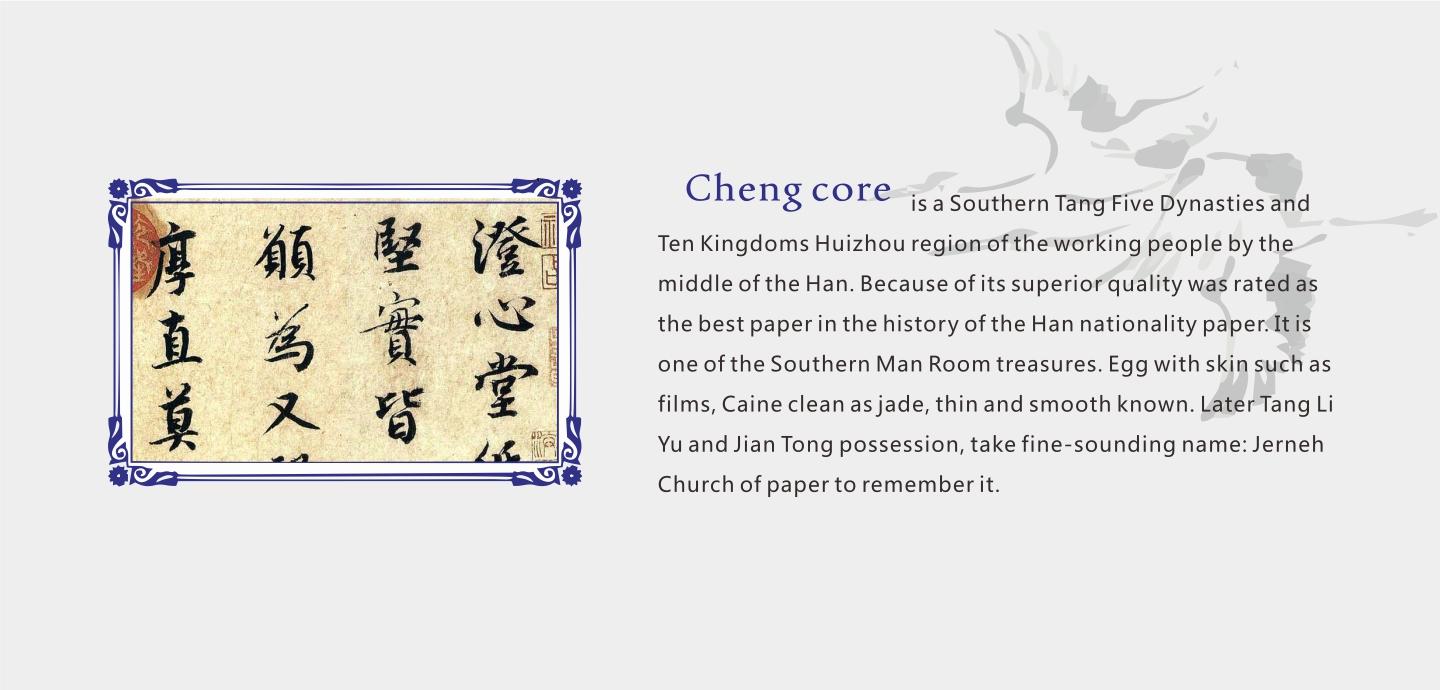 澄心堂
堅實皆
願為又
厚直莫
Cheng core is a Southern Tang Five Dynasties and
Ten Kingdoms Huizhou region of the working people by the
middle of the Han. Because of its superior quality was rated as
the best paper in the history of the Han nationality paper. It is
one of the Southern Man Room treasures. Egg with skin such as
films, Caine clean as jade, thin and smooth known. Later Tang Li
Yu and Jian Tong possession, take fine-sounding name: Jerneh
Church of paper to remember it.